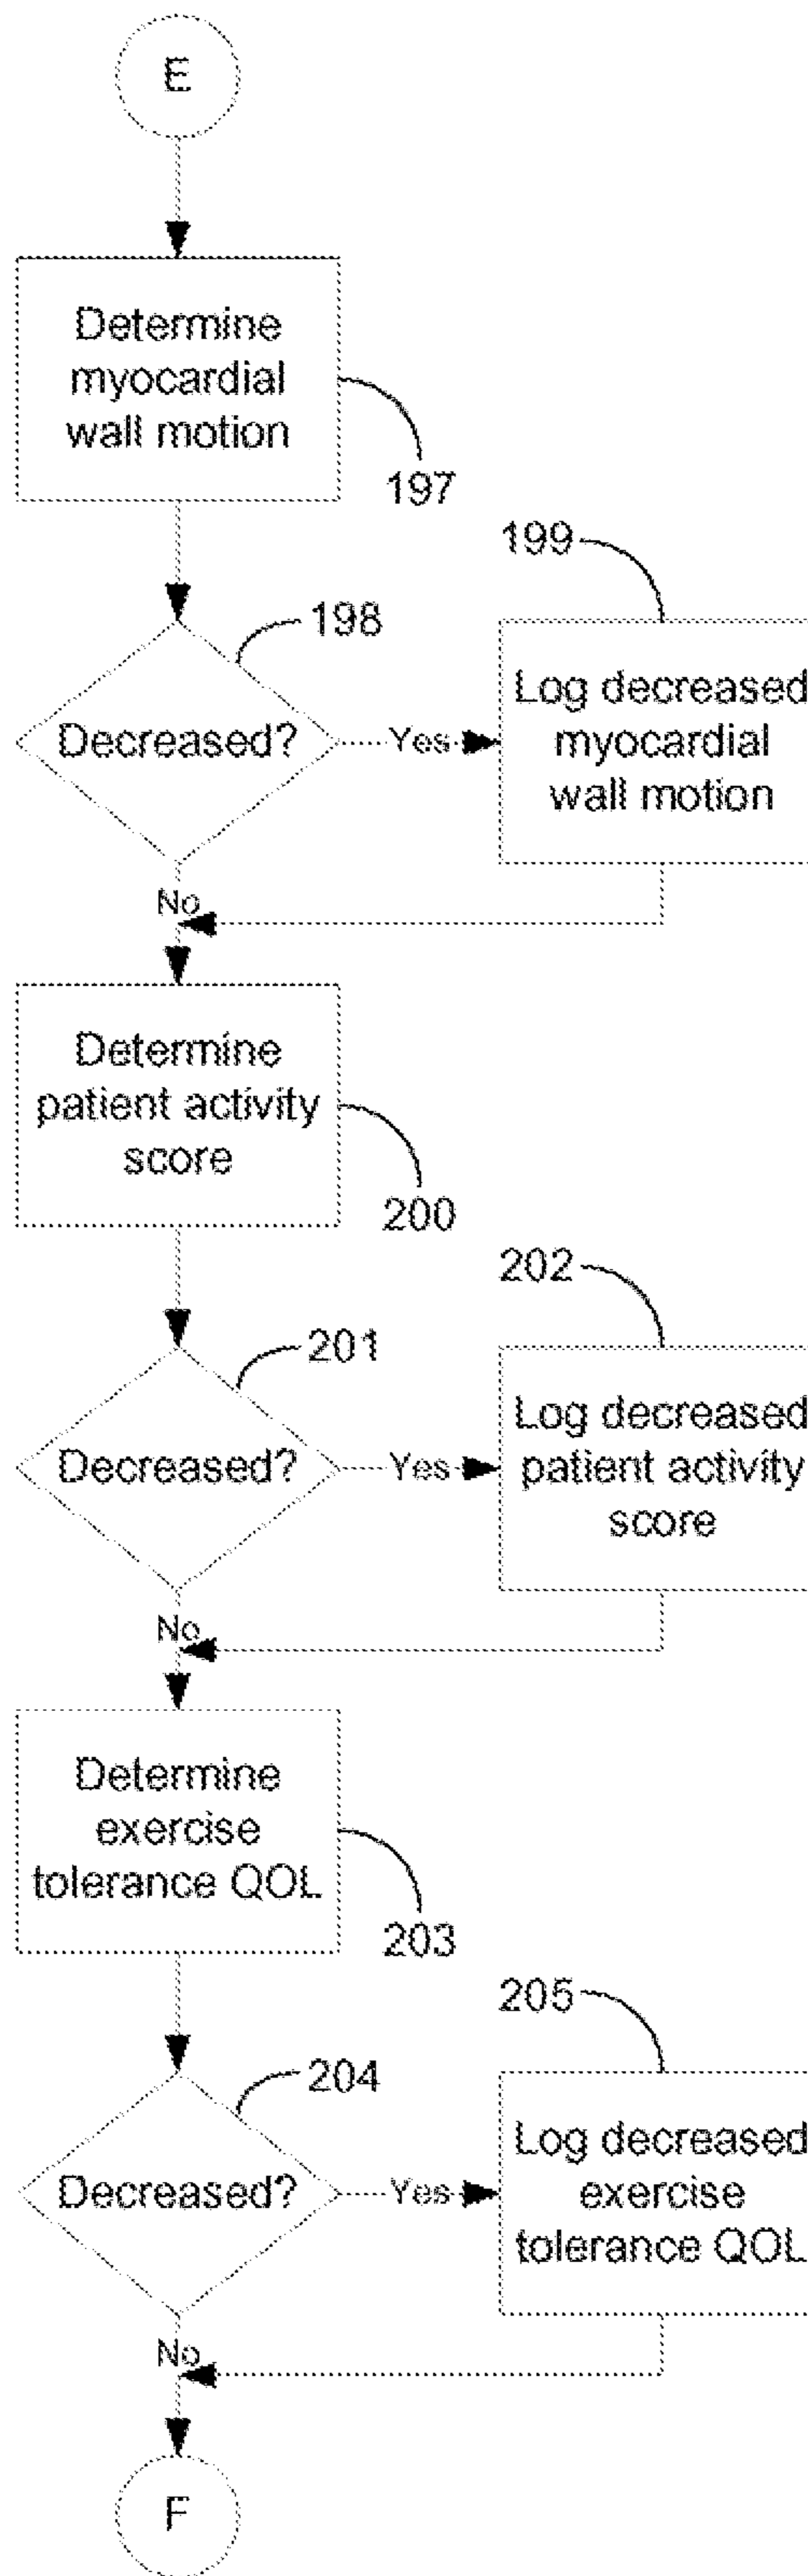 E
Determine
myocardial
wall motion
197
199
198
Decreased?
Yes
Log decreased
myocardial
wall motion
No
Determine
patient activity
score
200
202
201
Decreased?
Yes
Log decreased
patient activity
score
No
Determine
exercise
tolerance QOL
203
205
204
Decreased?
Yes
Log decreased
exercise
tolerance QOL
No
F